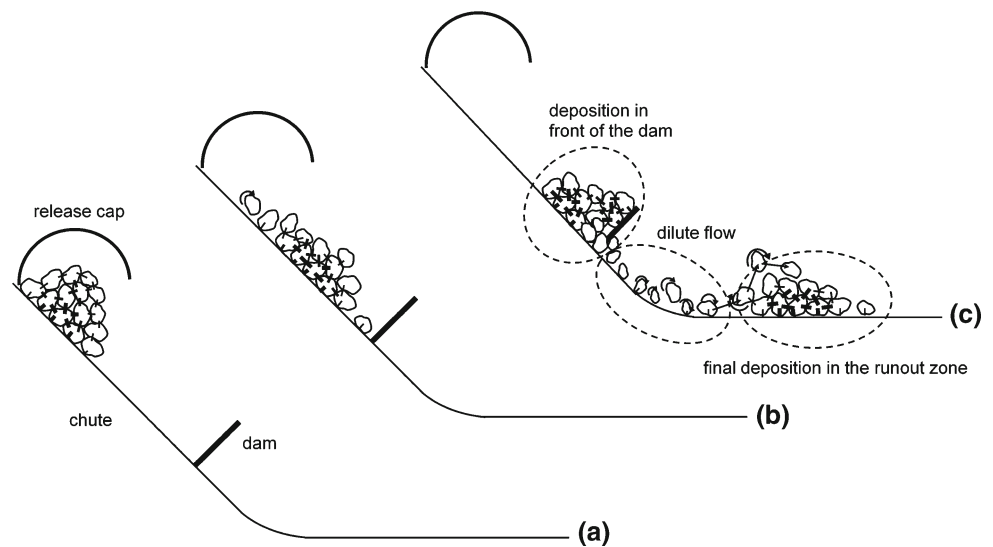 deposition in
front of the dam
release cap
dilute flow
(c)
final deposition in the runout zone
chute
(b)
dam
(a)